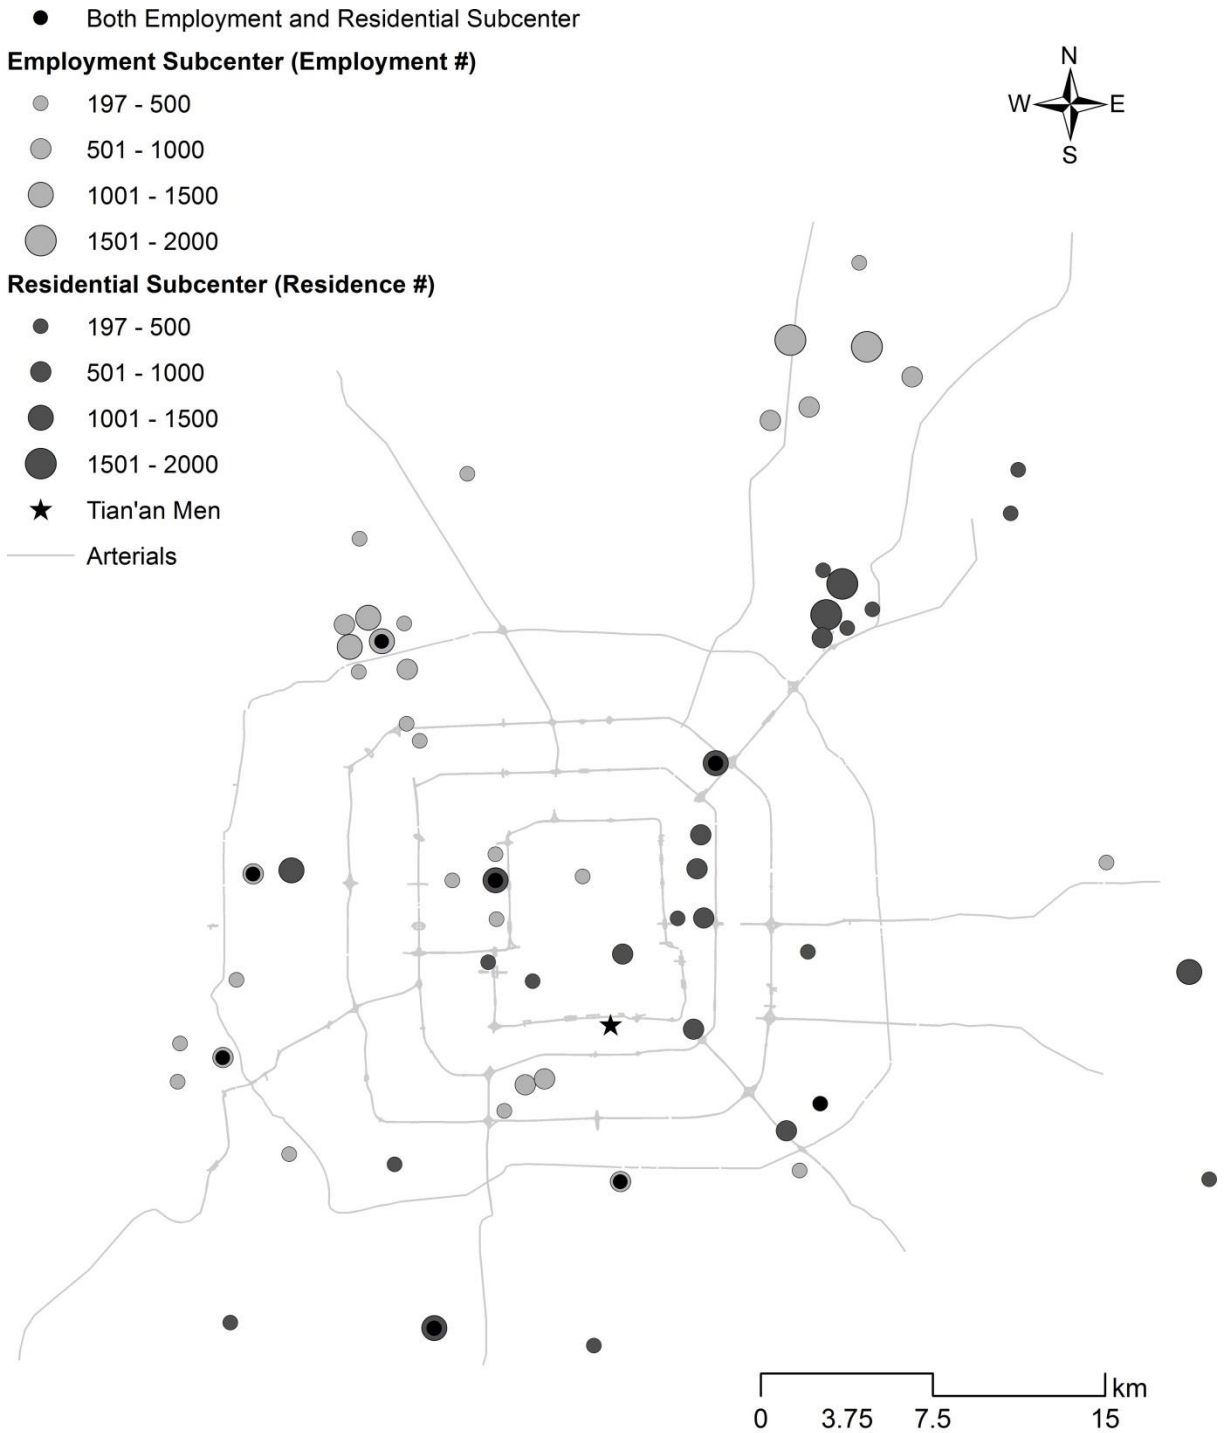 Both Employment and Residential Subcenter
Employment Subcenter (Employment #)
197 - 500
501 - 1000
1001 - 1500
1501 - 2000
Residential Subcenter (Residence #)
197 - 500
501 - 1000
1001 - 1500
1501 - 2000
Tian'an Men
Arterials
N
W E
S
km
0 3.75 7.5 15